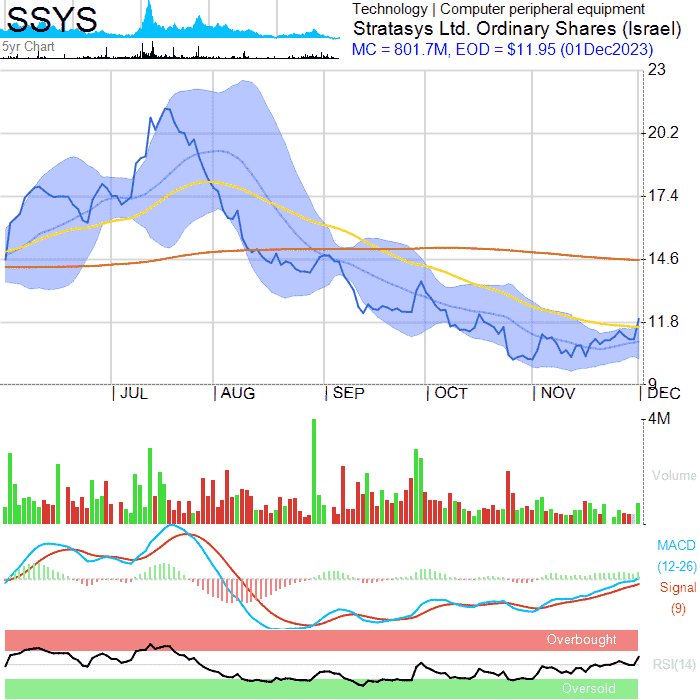 SSYS
Technology | Computer peripheral equipment
Stratasys Ltd. Ordinary Shares (Israel)
MC = 801.7M, EOD = $11.95 (01Dec2023)
5yr Chart
23
20.2
17.4
14.6
11.8
9
JUL AUG SEP OCT NOV DEC
4M
Volume
MACD
(12-26)
Signal
(9)
Overbought
RSI(14)
Oversold